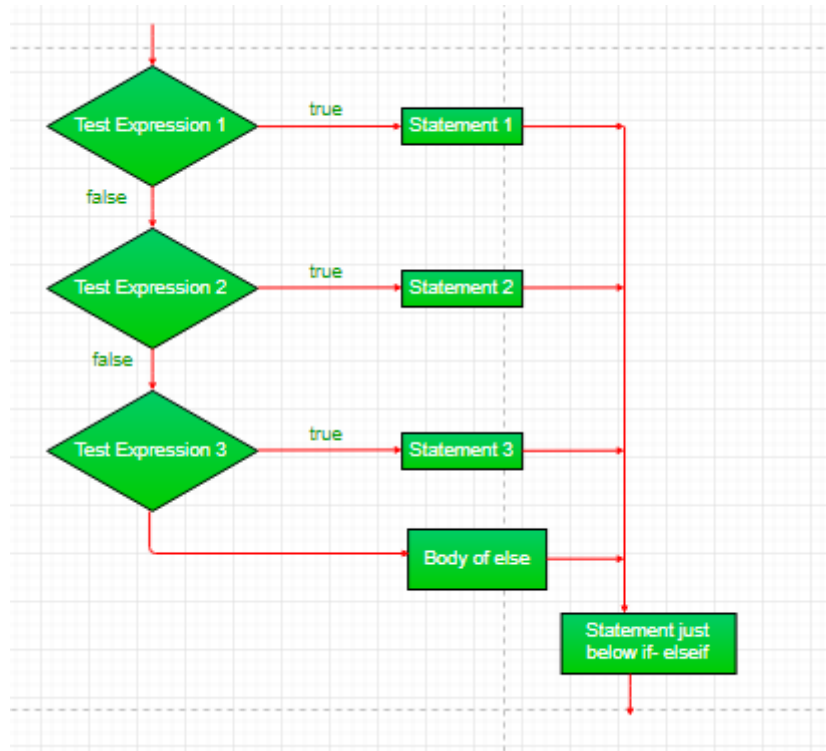 Test Expression 1
true
Statement 1
false
Test Expression 2
true
Statement 2
false
Test Expression 3
true
Statement 3
Body of else
Statement just
below if- elseif